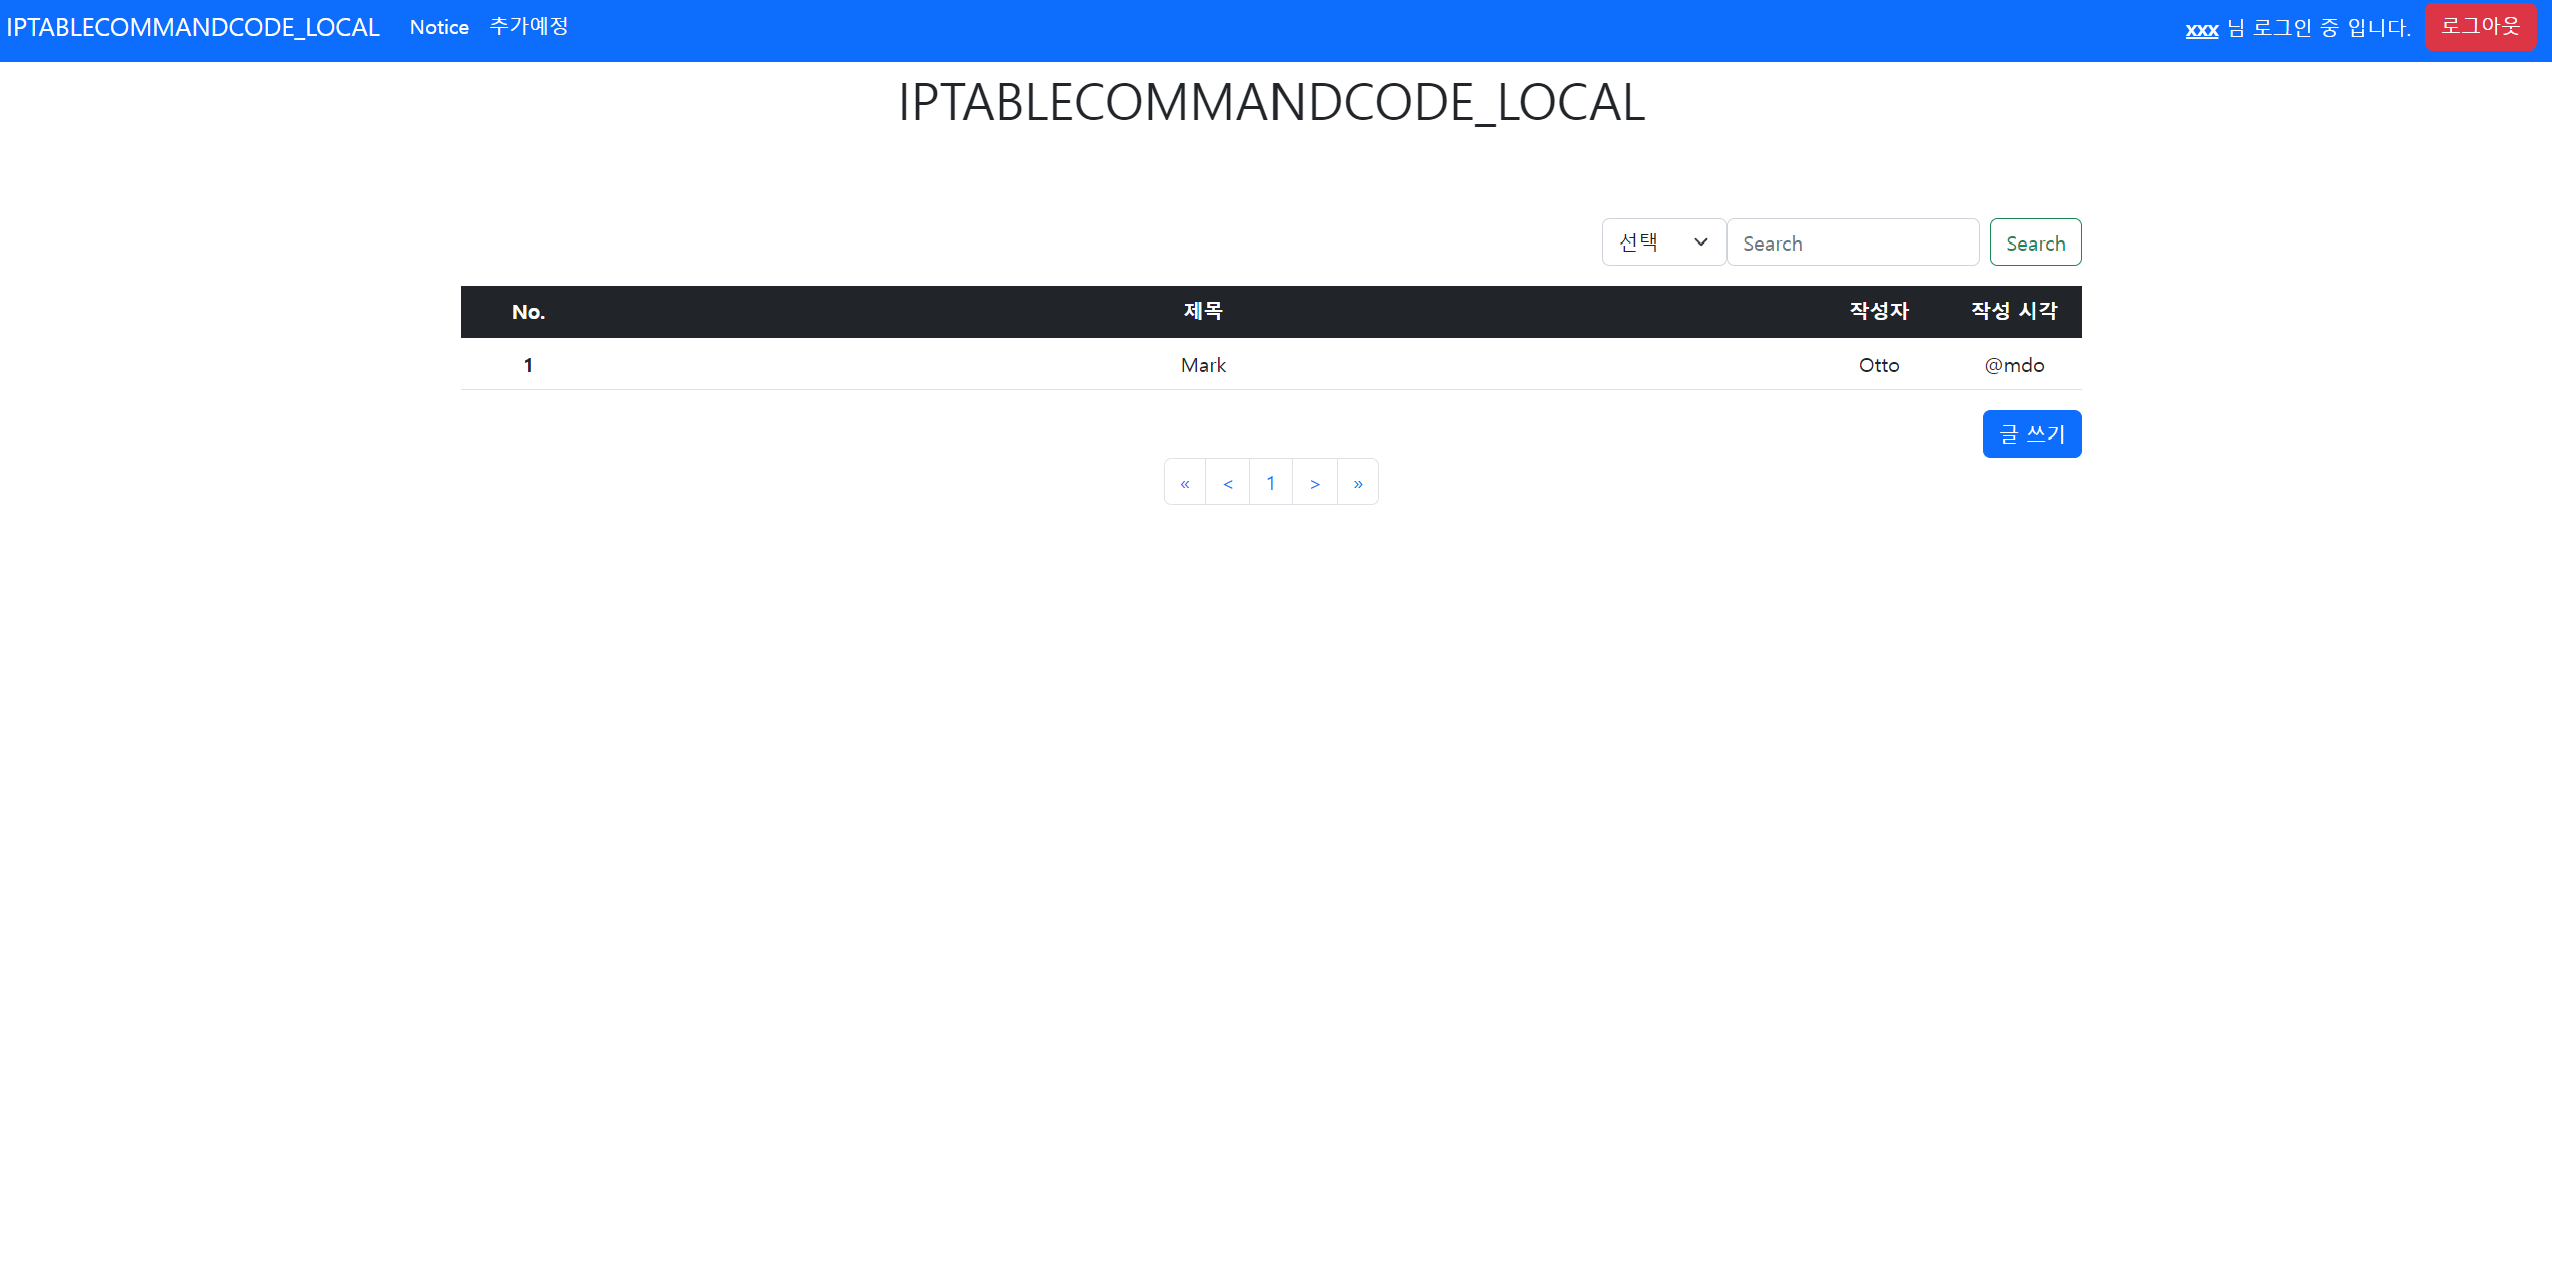 IPTABLECOMMANDCODE_LOCAL Notice 추가예정 xxx 님 로그인 중 입니다. 로그아웃
IPTABLECOMMANDCODE_LOCAL
선택 Search Search
No. 제목 작성자 작성 시각
1 Mark Otto @mdo
글 쓰기
« < 1 > »